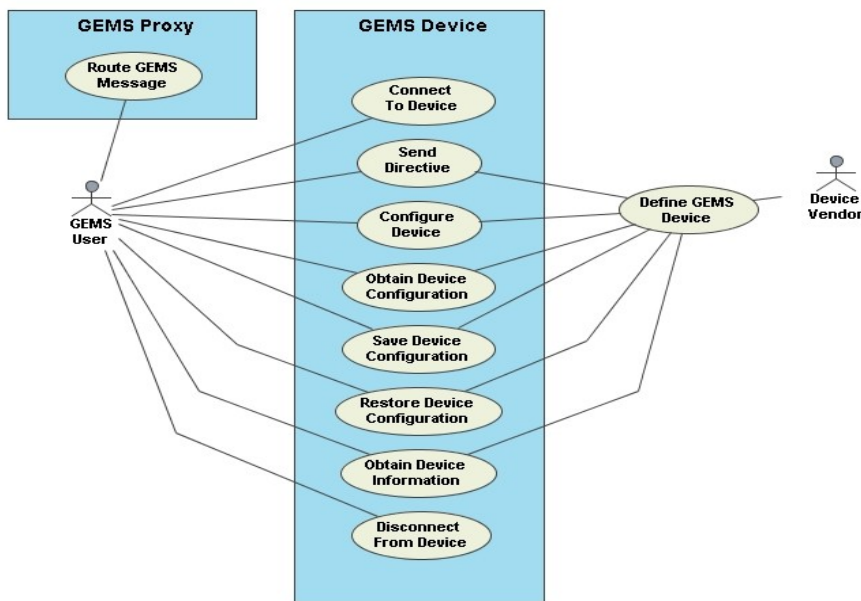 GEMS Proxy
Route GEMS
Message
GEMS Device
Connect
To Device
Send
Directive
Configure
Device
Obtain Device
Configuration
Save Device
Configuration
Restore Device
Configuration
Obtain Device
Information
Disconnect
From Device
GEMS
User
Define GEMS
Device
Device
Vendor